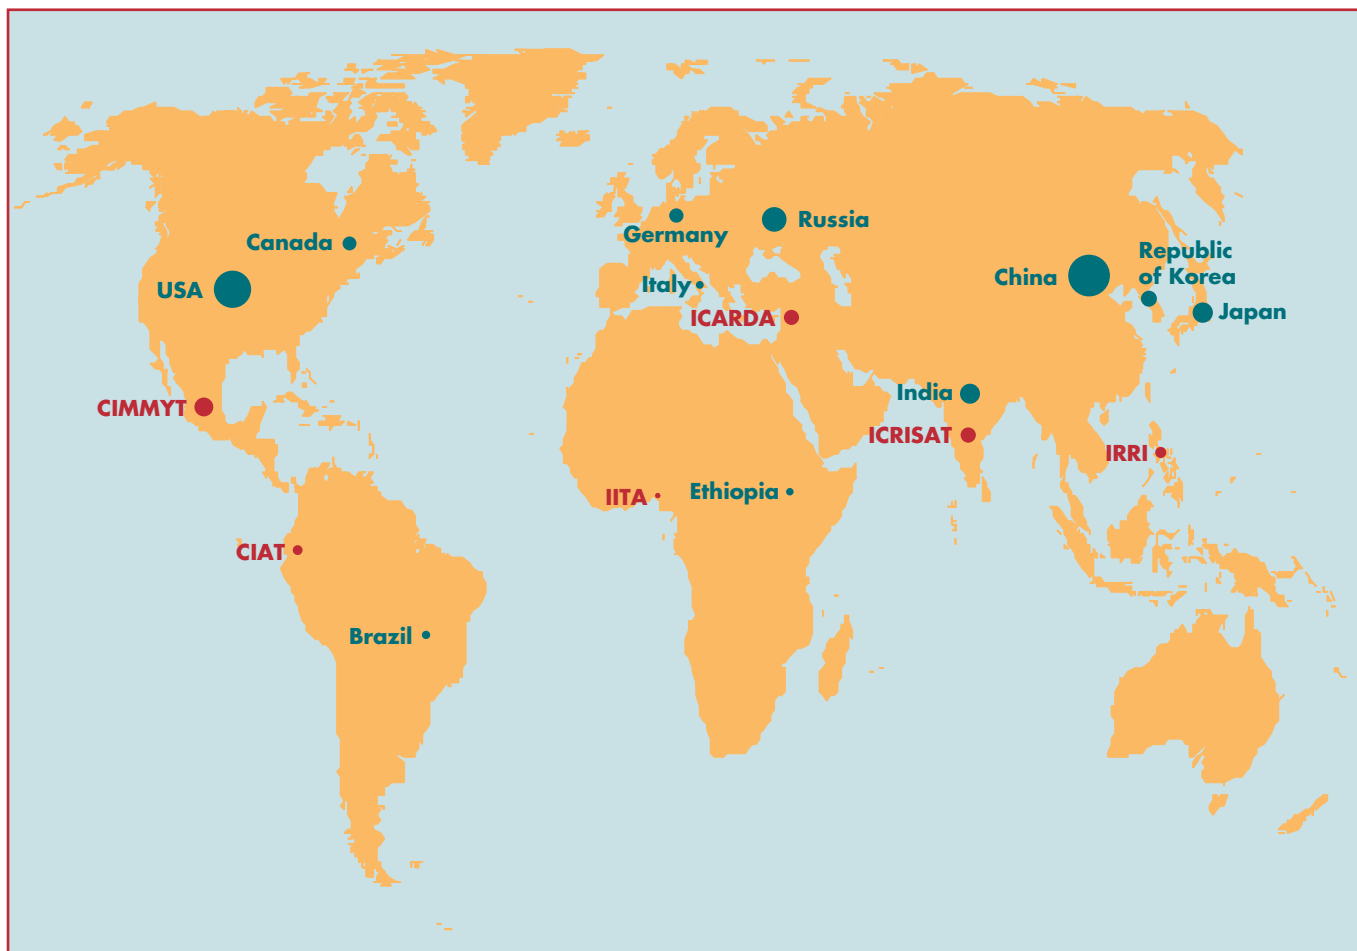 Canada
Germany
Russia
Republic
of Korea
China
USA
Italy
ICARDA
Japan
India
CIMMYT
ICRISAT
IRRI
IITA
Ethiopia
CIAT
Brazil